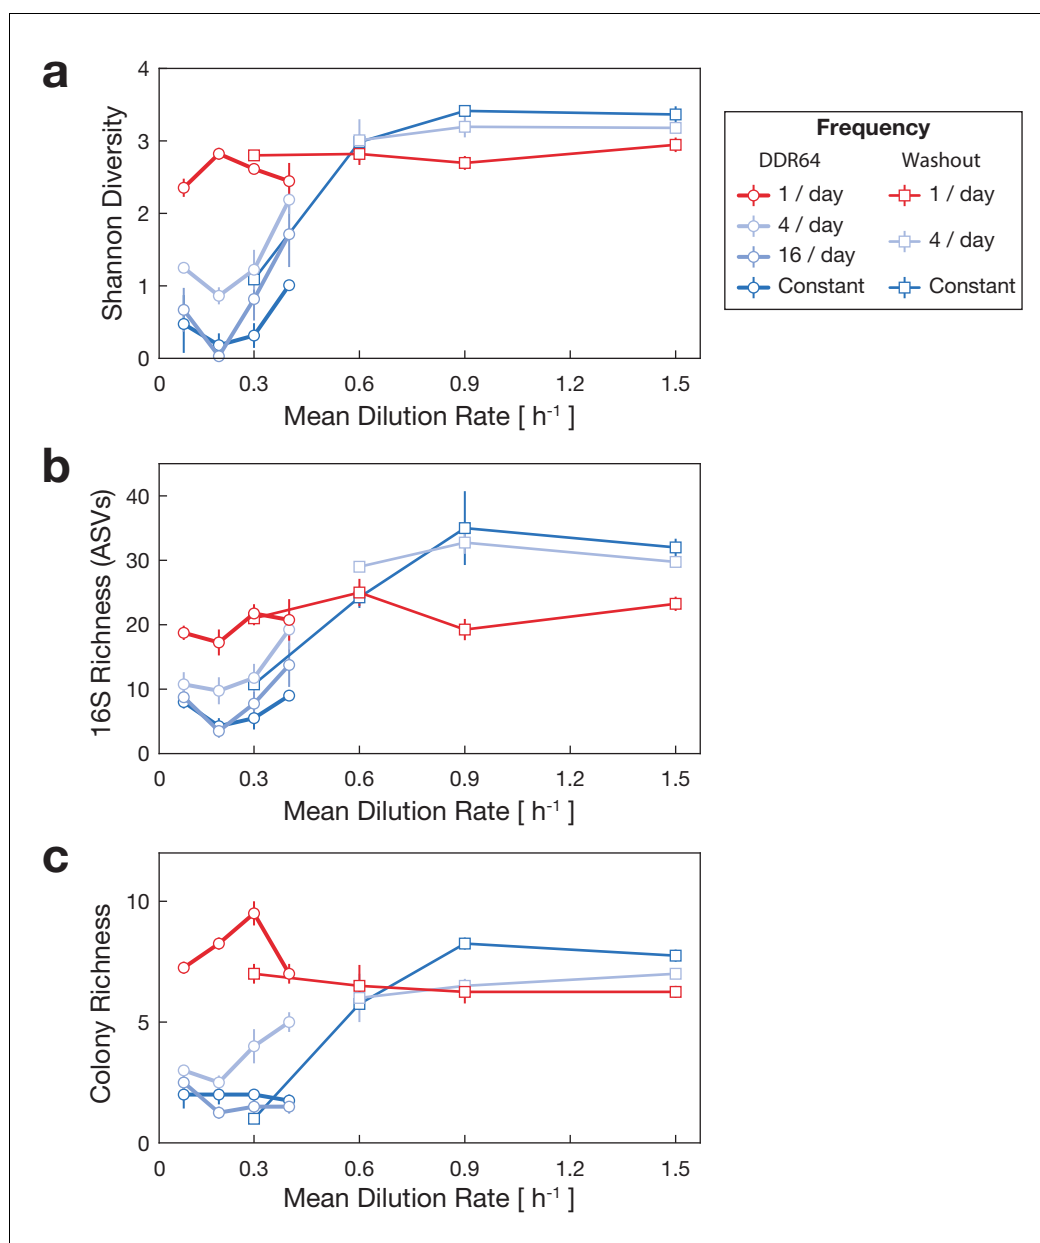 a
4
3
2
1
0
Shannon Diversity
0 0.3 0.6 0.9 1.2 1.5
Mean Dilution Rate [ h-1 ]
Frequency
DDR64 Washout
1 / day 1 / day
4 / day 4 / day
16 / day
Constant Constant
b
40
30
20
10
0
16S Richness (ASVs)
0 0.3 0.6 0.9 1.2 1.5
Mean Dilution Rate [ h-1 ]
c
10
5
0
Colony Richness
0 0.3 0.6 0.9 1.2 1.5
Mean Dilution Rate [ h-1 ]